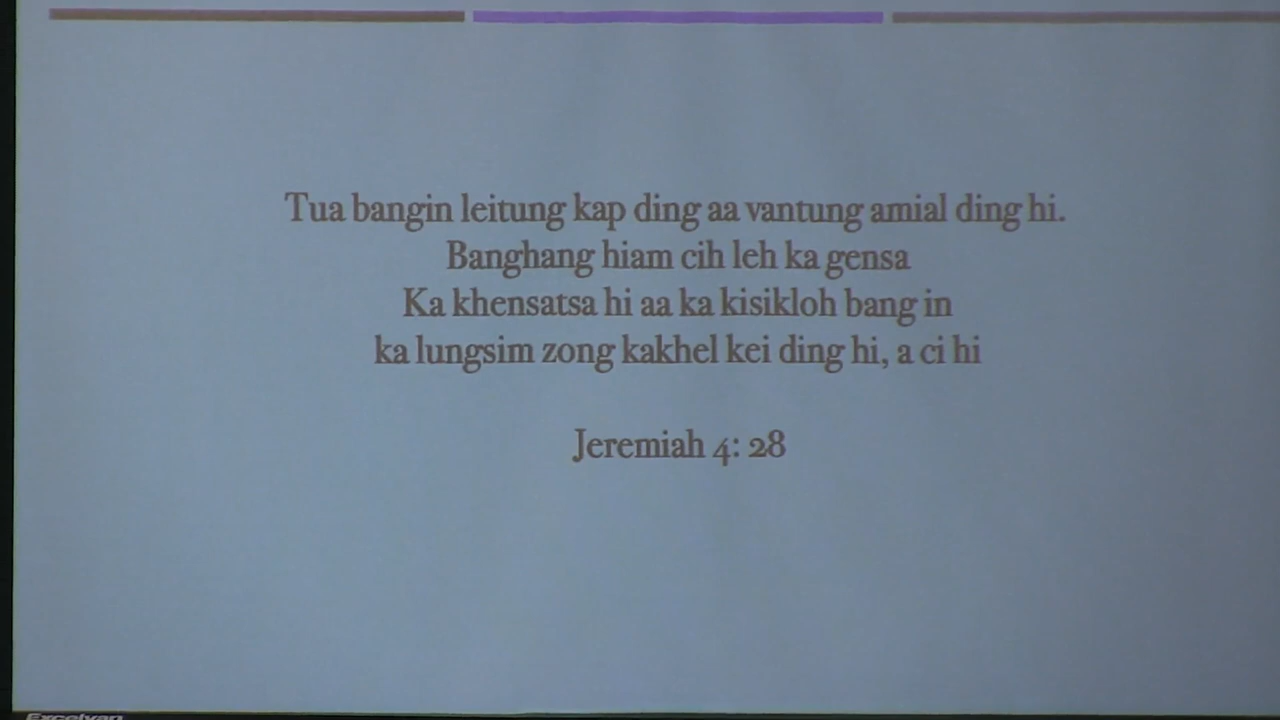 Tua bangin leitung kap ding aa vantung amial ding hi.
Banghang hiam cih leh ka gensa
Ka khensatsa hi aa ka kisikloh bang in
ka lungsim zong kakhel kei ding hi, a ci hi
Jeremiah 4: 28
Excelvan